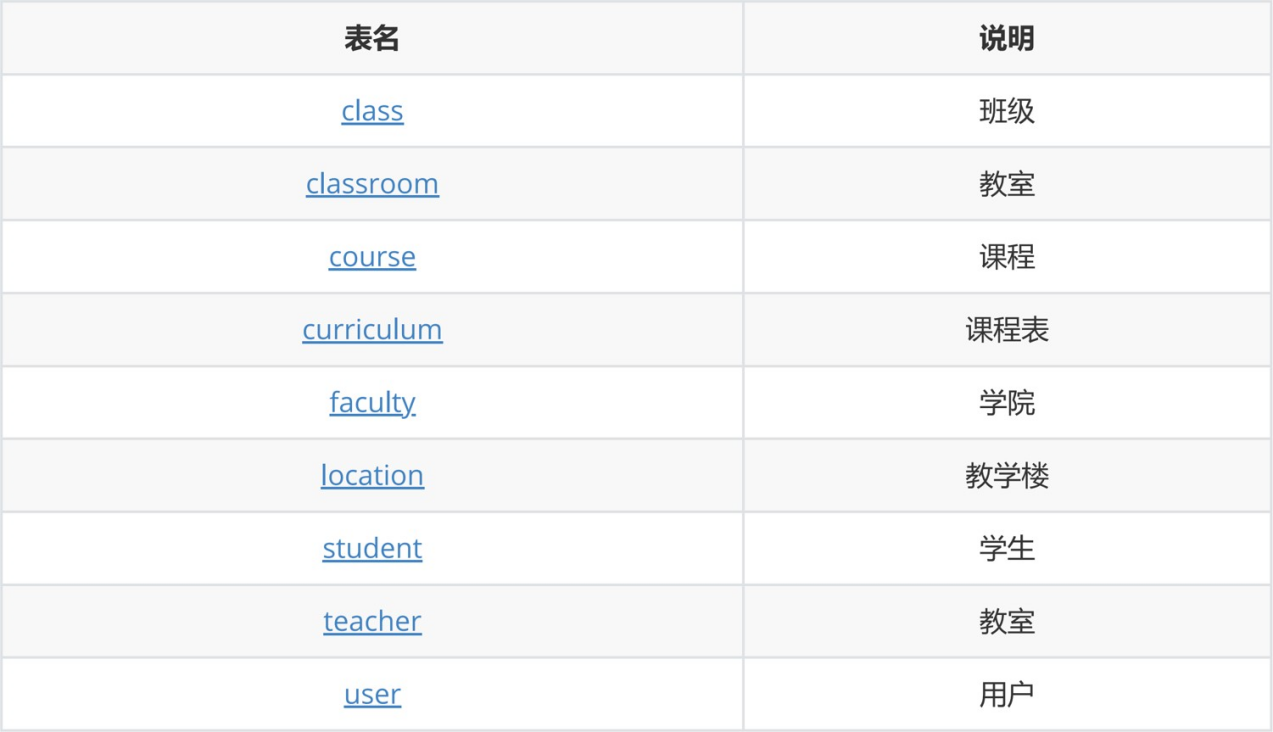 表名 说明
class 班级
classroom 教室
course 课程
curriculum 课程表
faculty 学院
location 教学楼
student 学生
teacher 教室
user 用户